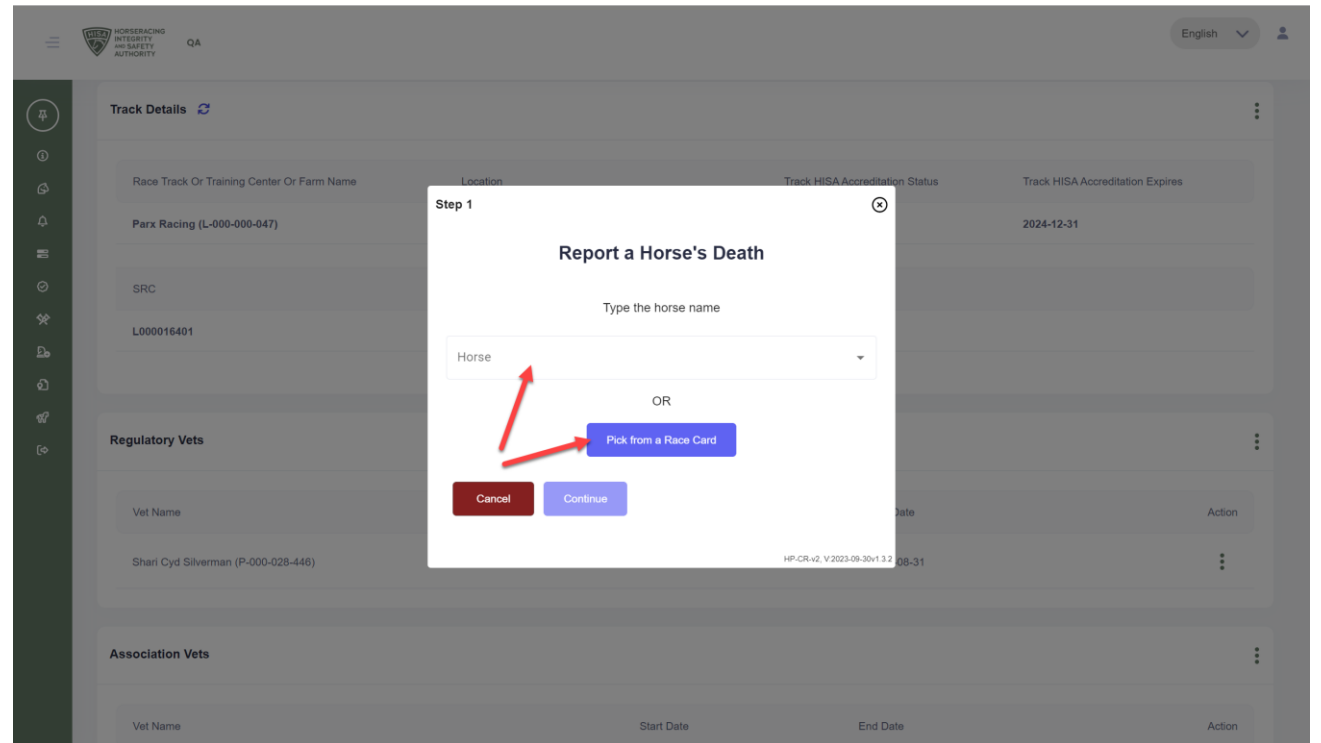 HORSERACING
INTEGRITY
AND SAFETY
AUTHORITY
HISA
QA
English
Track Details
Race Track Or Training Center Or Farm Name
Location
Track HISA Accreditation Status
Track HISA Accreditation Expires
Parx Racing (L-000-000-047)
2024-12-31
SRC
L000016401
Step 1
Report a Horse's Death
Type the horse name
Horse
OR
Pick from a Race Card
Cancel
Continue
HP-CR-v2, V:2023-09-30v1.3.2
Regulatory Vets
Vet Name
Date
Action
Shari Cyd Silverman (P-000-028-446)
08-31
Association Vets
Vet Name
Start Date
End Date
Action